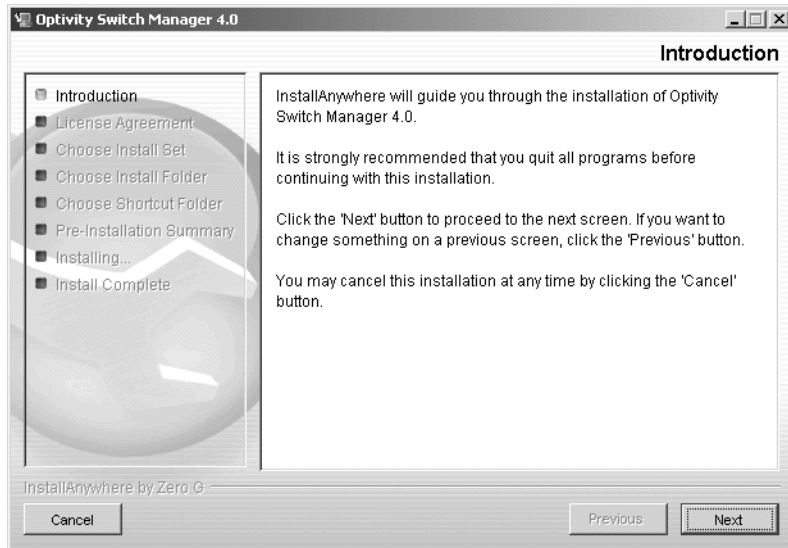 Optivity Switch Manager 4.0
Introduction
Introduction
License Agreement
Choose Install Set
Choose Install Folder
Choose Shortcut Folder
Pre-Installation Summary
Installing...
Install Complete
InstallAnywhere will guide you through the installation of Optivity
Switch Manager 4.0.
It is strongly recommended that you quit all programs before
continuing with this installation.
Click the 'Next' button to proceed to the next screen. If you want to
change something on a previous screen, click the 'Previous' button.
You may cancel this installation at any time by clicking the 'Cancel'
button.
InstallAnywhere by Zero G
Cancel
Previous
Next